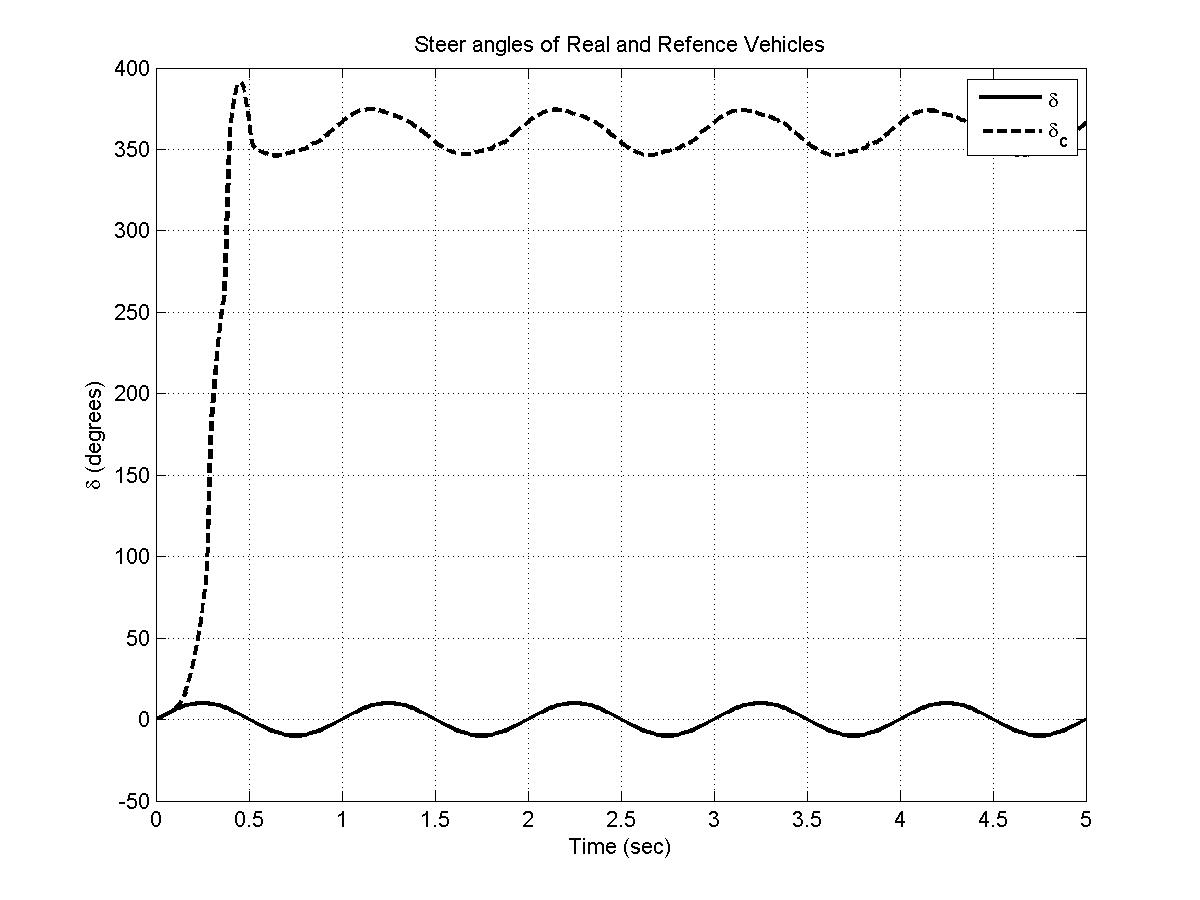 Steer angles of Real and Refence Vehicles
400
350
300
250
200
150
100
50
0
-50
δ (degrees)
δ
δc
0 0.5 1 1.5 2 2.5 3 3.5 4 4.5 5
Time (sec)